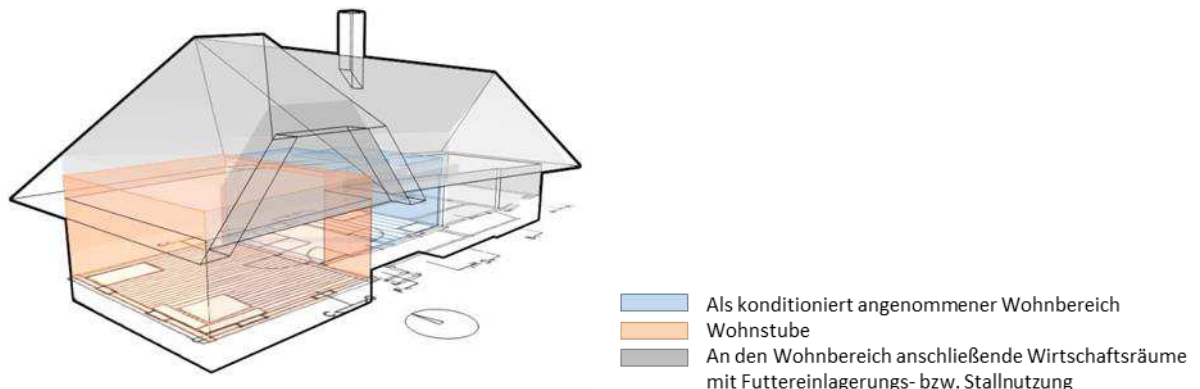 Als konditioniert angenommener Wohnbereich
Wohnstube
An den Wohnbereich anschließende Wirtschaftsräume
mit Futtereinlagerungs- bzw. Stallnutzung